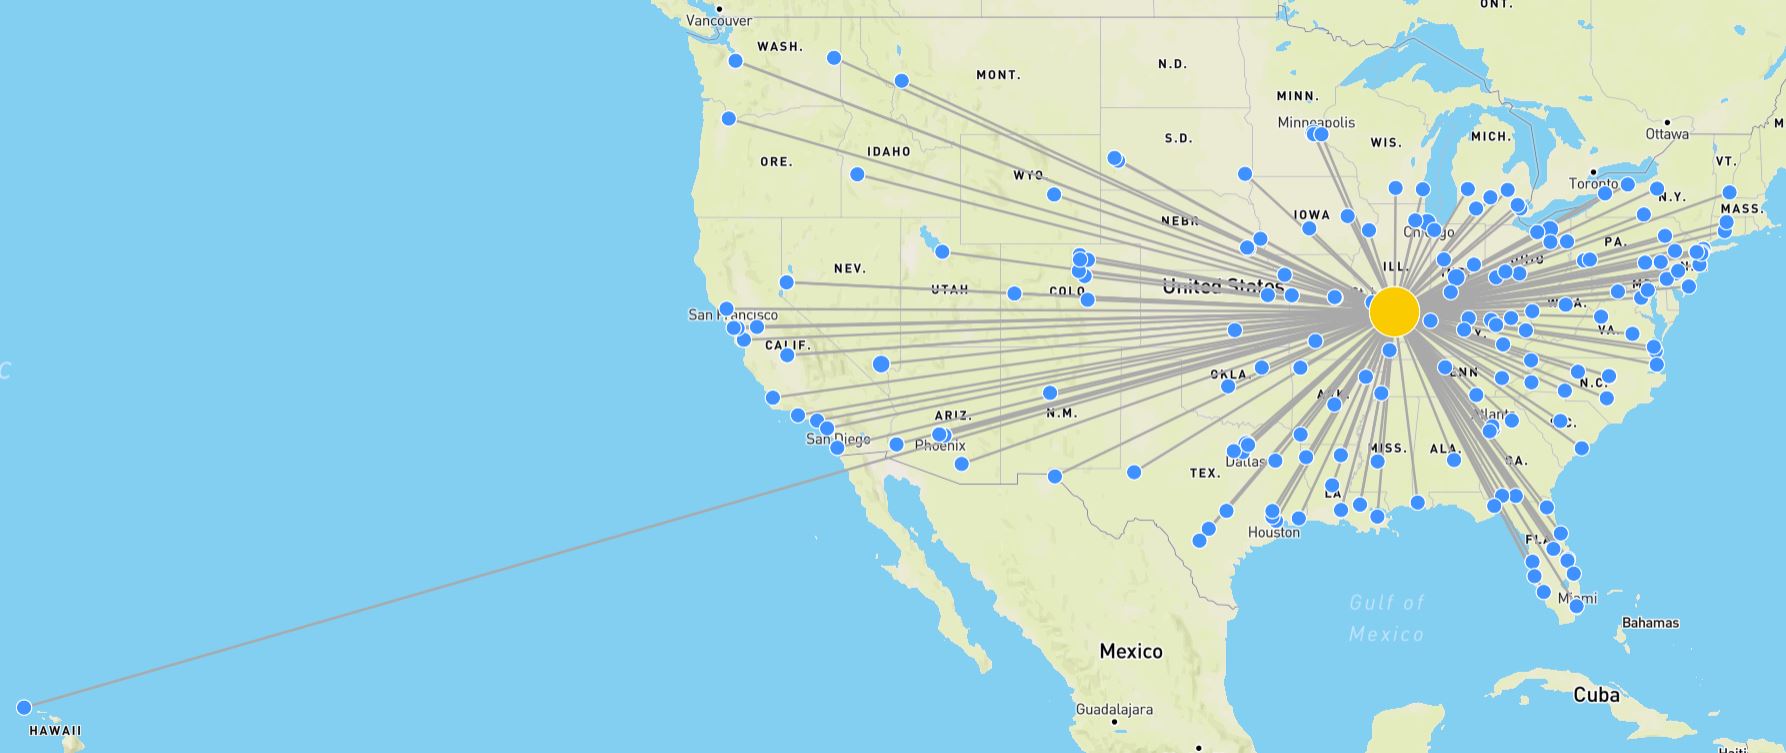 ONT.
Vancouver
WASH.
MONT.
N.D.
MINN.
Minneapolis
Ottawa
S.D.
WIS.
MICH.
VT.
ORE.
IDAHO
WYO.
Toronto
N.Y.
MASS.
NEBR.
IOWA
Chicago
PA.
NEV.
ILL.
UTAH
COLO.
United States
San Francisco
CALIF.
VA.
OKLA.
N.C.
ARIZ.
N.M.
Atlanta
San Diego
Phoenix
Dallas
MISS.
ALA.
GA.
TEX.
LA.
Houston
FLA.
Miami
Gulf of
Mexico
Bahamas
Mexico
Cuba
Guadalajara
HAWAII